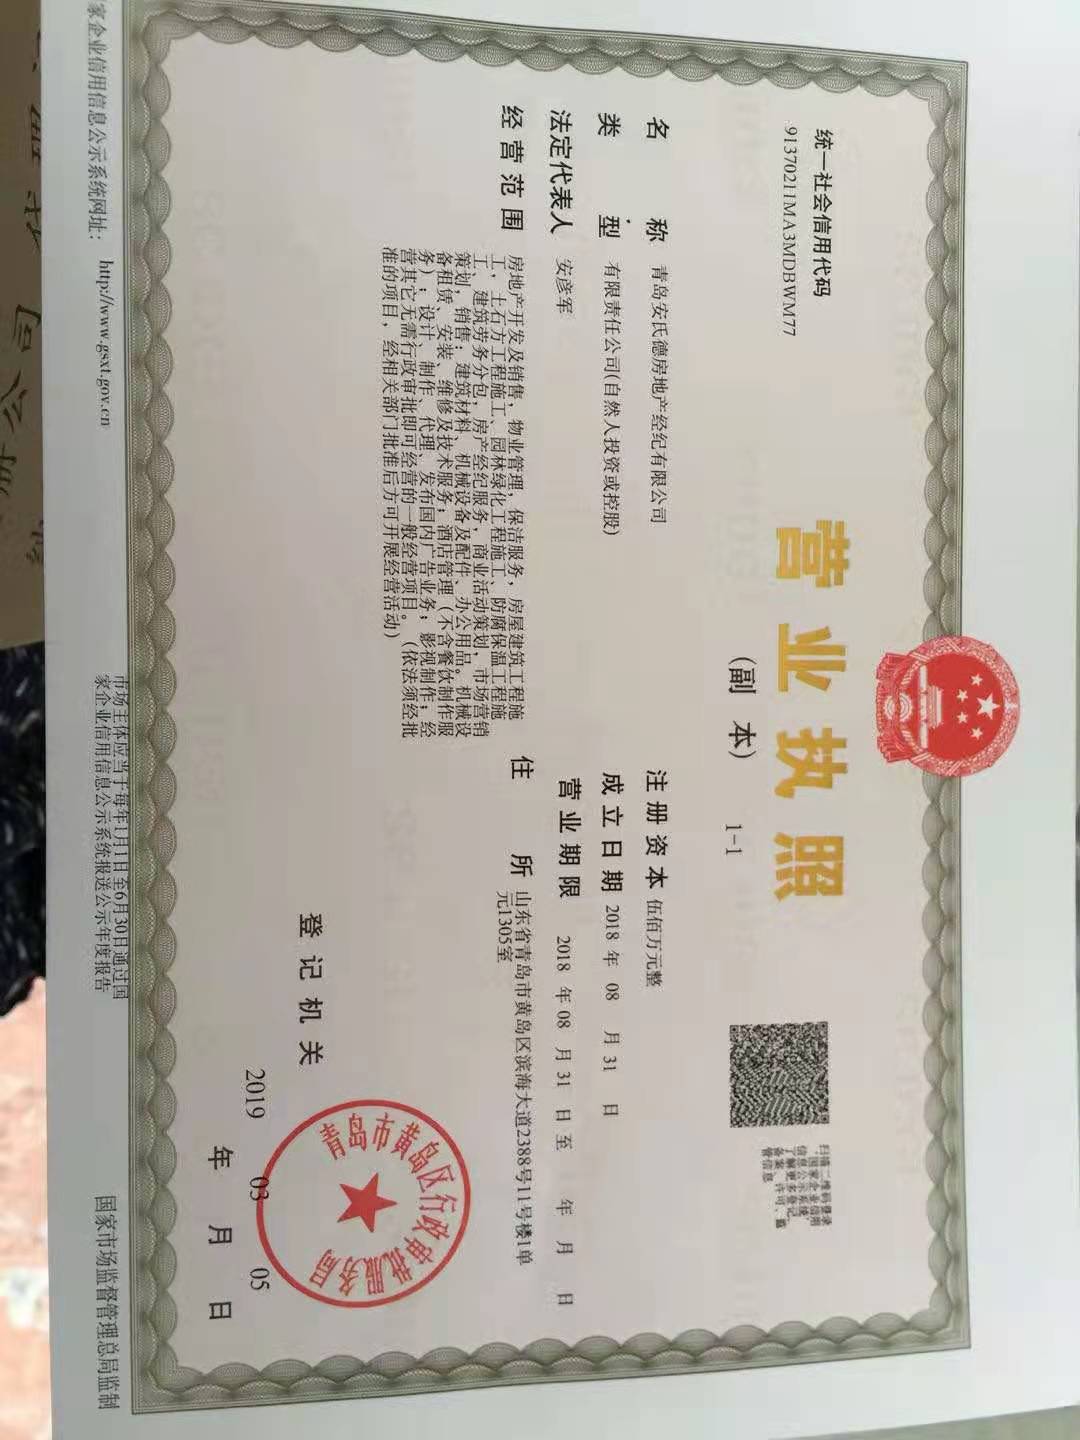 统一社会信用代码
91370211MA3MDBWM77
营业执照
(副 本) 1-1
扫描二维码登录
'国家企业信用
信息公示系统'
了解更多登记、
备案、许可、监
管信息
名 称 青岛安氏德房地产经纪有限公司
类 型 有限责任公司(自然人投资或控股)
法定代表人 安彦军
经营范围 房地产开发及销售,物业管理,保洁服务,房屋建筑工程施
工、土石方工程施工、园林绿化工程施工、防腐保温工程施
工、建筑劳务分包,房产经纪服务,商业活动策划,市场营销
策划,销售:建筑材料、机械设备及配件、办公用品。机械设
备租赁、安装、维修及技术服务;酒店管理(不含餐饮制作服
务);设计、制作、代理、发布国内广告业务;影视制作;经
营其它无需行政审批即可经营的一般经营项目。(依法须经批
准的项目,经相关部门批准后方可开展经营活动)
注册资本 伍佰万元整
成立日期 2018 年 08 月 31 日
营业期限 2018 年 08 月 31 日 至 年 月 日
住 所 山东省青岛市黄岛区滨海大道2388号11号楼1单
元1305室
登记机关
青岛市黄岛区行政审批服务局
2019 年 03 月 05 日
家企业信用信息公示系统网址: http://www.gsxt.gov.cn
市场主体应当于每年1月1日至6月30日通过国
家企业信用信息公示系统报送公示年度报告
国家市场监督管理总局监制